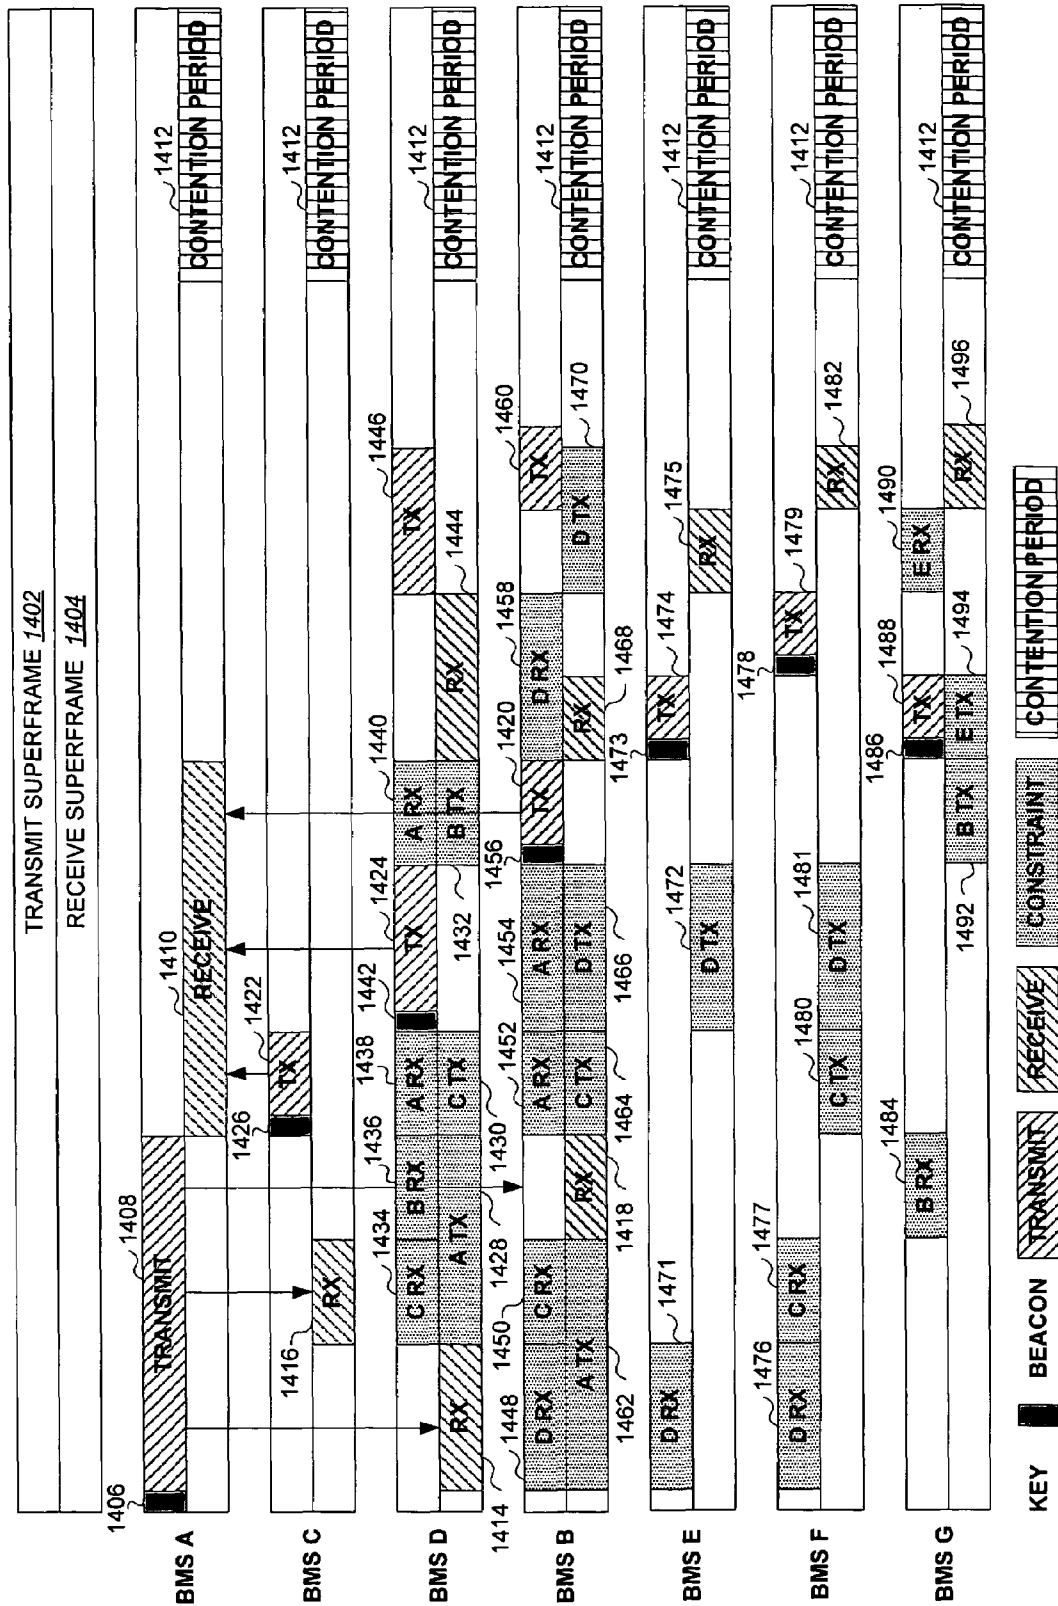 TRANSMIT SUPERFRAME 1402
RECEIVE SUPERFRAME 1404
BMS A
1406
TRANSMIT
1408
RECEIVE
1410
CONTENTION PERIOD
1412
BMS C
1416
RX
1426
TX
1422
CONTENTION PERIOD
1412
BMS D
1414
RX
C RX
1434
B RX
1436
A RX
1438
1442
TX
1424
A RX
1440
TX
1446
A TX
1428
C TX
1430
B TX
1432
RX
1444
CONTENTION PERIOD
1412
BMS B
1448
D RX
1450
C RX
A RX
1452
A RX
1454
1456
TX
1420
D RX
1458
TX
1460
A TX
1462
RX
1418
C TX
1464
D TX
1466
RX
1468
D TX
1470
CONTENTION PERIOD
1412
BMS E
D RX
1471
D TX
1472
1473
TX
1474
RX
1475
CONTENTION PERIOD
1412
BMS F
D RX
1476
C RX
1477
C TX
1480
D TX
1481
1478
TX
1479
RX
1482
CONTENTION PERIOD
1412
BMS G
B RX
1484
1486
TX
1488
E RX
1490
B TX
1492
E TX
1494
RX
1496
CONTENTION PERIOD
1412
KEY
BEACON
TRANSMIT
RECEIVE
CONSTRAINT
CONTENTION PERIOD